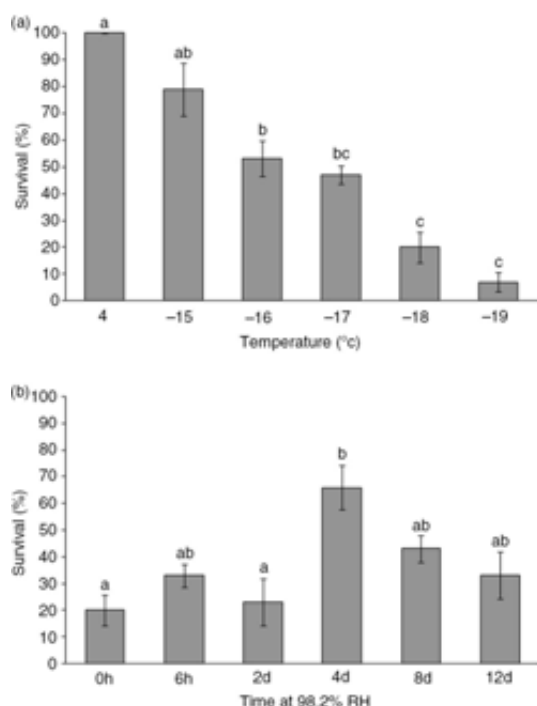 (a)
100
90
80
70
60
50
40
30
20
10
0
Survival (%)
a
ab
b
bc
c
c
4
–15
–16
–17
–18
–19
Temperature (°c)
(b)
100
90
80
70
60
50
40
30
20
10
0
Survival (%)
a
ab
a
b
ab
ab
0h
6h
2d
4d
8d
12d
Time at 98.2% RH